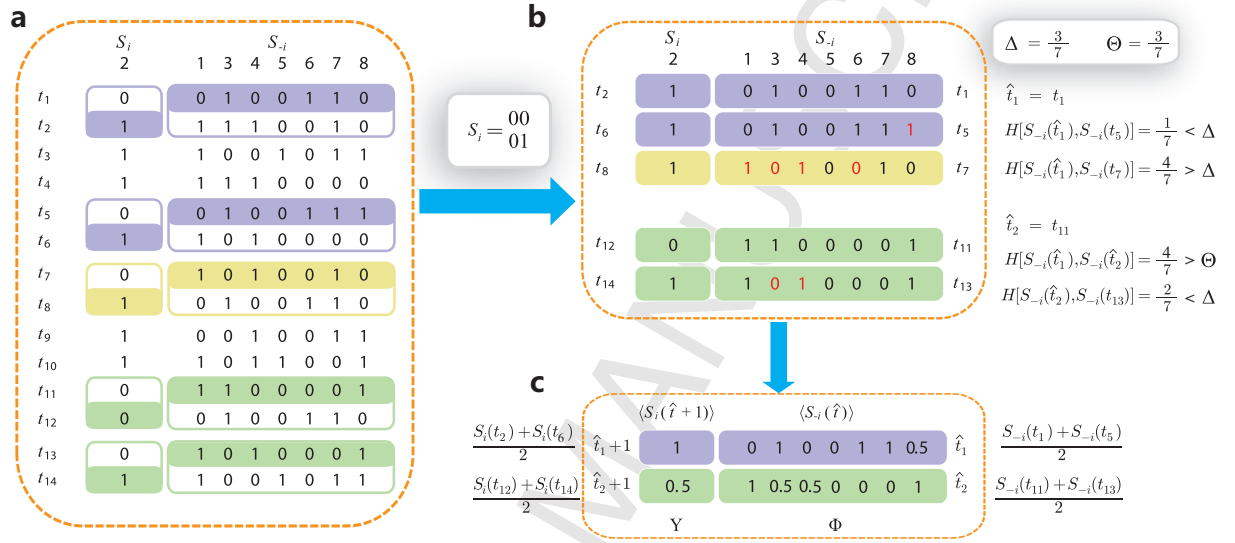 a
S_i S_{-i}
2 1 3 4 5 6 7 8
t_1 0 0 1 0 0 1 1 0
t_2 1 1 1 1 0 0 1 0
t_3 1 1 0 0 1 0 1 1
t_4 1 1 1 1 0 0 0 0
t_5 0 0 1 0 0 1 1 1
t_6 1 1 0 1 0 0 0 0
t_7 0 1 0 1 0 0 1 0
t_8 1 0 1 0 0 1 1 0
t_9 1 0 0 1 0 0 1 1
t_10 1 1 0 1 1 0 0 1
t_11 0 1 1 0 0 0 0 1
t_12 0 0 1 0 0 1 1 0
t_13 0 1 0 1 0 0 0 1
t_14 1 1 0 0 1 0 1 1
S_i = 00
01
b
S_i S_{-i}
2 1 3 4 5 6 7 8
t_2 1 0 1 0 0 1 1 0 t_1
t_6 1 0 1 0 0 1 1 1 t_5
t_8 1 1 0 1 0 0 1 0 t_7
t_12 0 1 1 0 0 0 0 1 t_11
t_14 1 1 0 1 0 0 0 1 t_13
Δ = 3/7 Θ = 3/7
t̂_1 = t_1
H[S_{-i}(t̂_1),S_{-i}(t_5)] = 1/7 < Δ
H[S_{-i}(t̂_1),S_{-i}(t_7)] = 4/7 > Δ
t̂_2 = t_11
H[S_{-i}(t̂_1),S_{-i}(t̂_2)] = 4/7 > Θ
H[S_{-i}(t̂_2),S_{-i}(t_13)] = 2/7 < Δ
c
⟨S_i(t̂+1)⟩ ⟨S_{-i}(t̂)⟩
(S_i(t_2)+S_i(t_6))/2 t̂_1+1 1 0 1 0 0 1 1 0.5 t̂_1 (S_{-i}(t_1)+S_{-i}(t_5))/2
(S_i(t_12)+S_i(t_14))/2 t̂_2+1 0.5 1 0.5 0.5 0 0 0 1 t̂_2 (S_{-i}(t_11)+S_{-i}(t_13))/2
Υ Φ
MANUSC